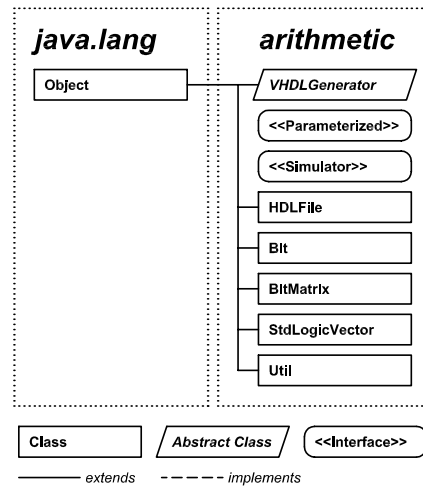 java.lang
arithmetic
Object
VHDLGenerator
<<Parameterized>>
<<Simulator>>
HDLFile
BIt
BItMatrIx
StdLogicVector
Util
Class
Abstract Class
<<Interface>>
extends
implements